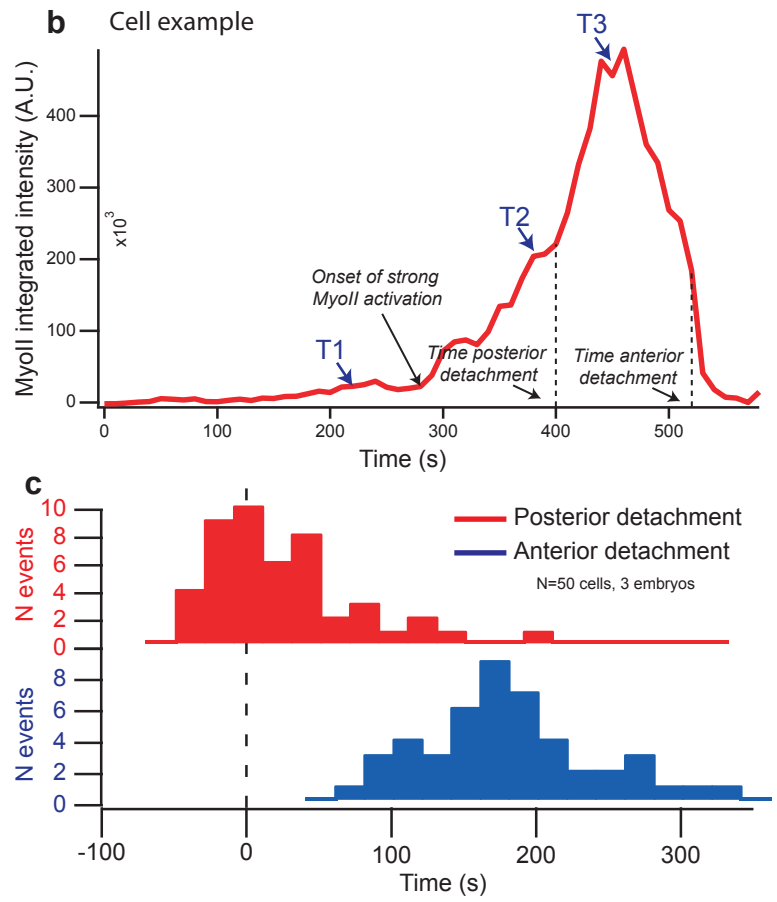 b Cell example
MyoII integrated intensity (A.U.)
x10³
400
300
200
100
0
T1
T2
T3
Onset of strong
MyoII activation
Time posterior
detachment
Time anterior
detachment
0 100 200 300 400 500
Time (s)
c
N events
10
8
6
4
2
0
Posterior detachment
Anterior detachment
N=50 cells, 3 embryos
N events
8
6
4
2
0
-100 0 100 200 300
Time (s)